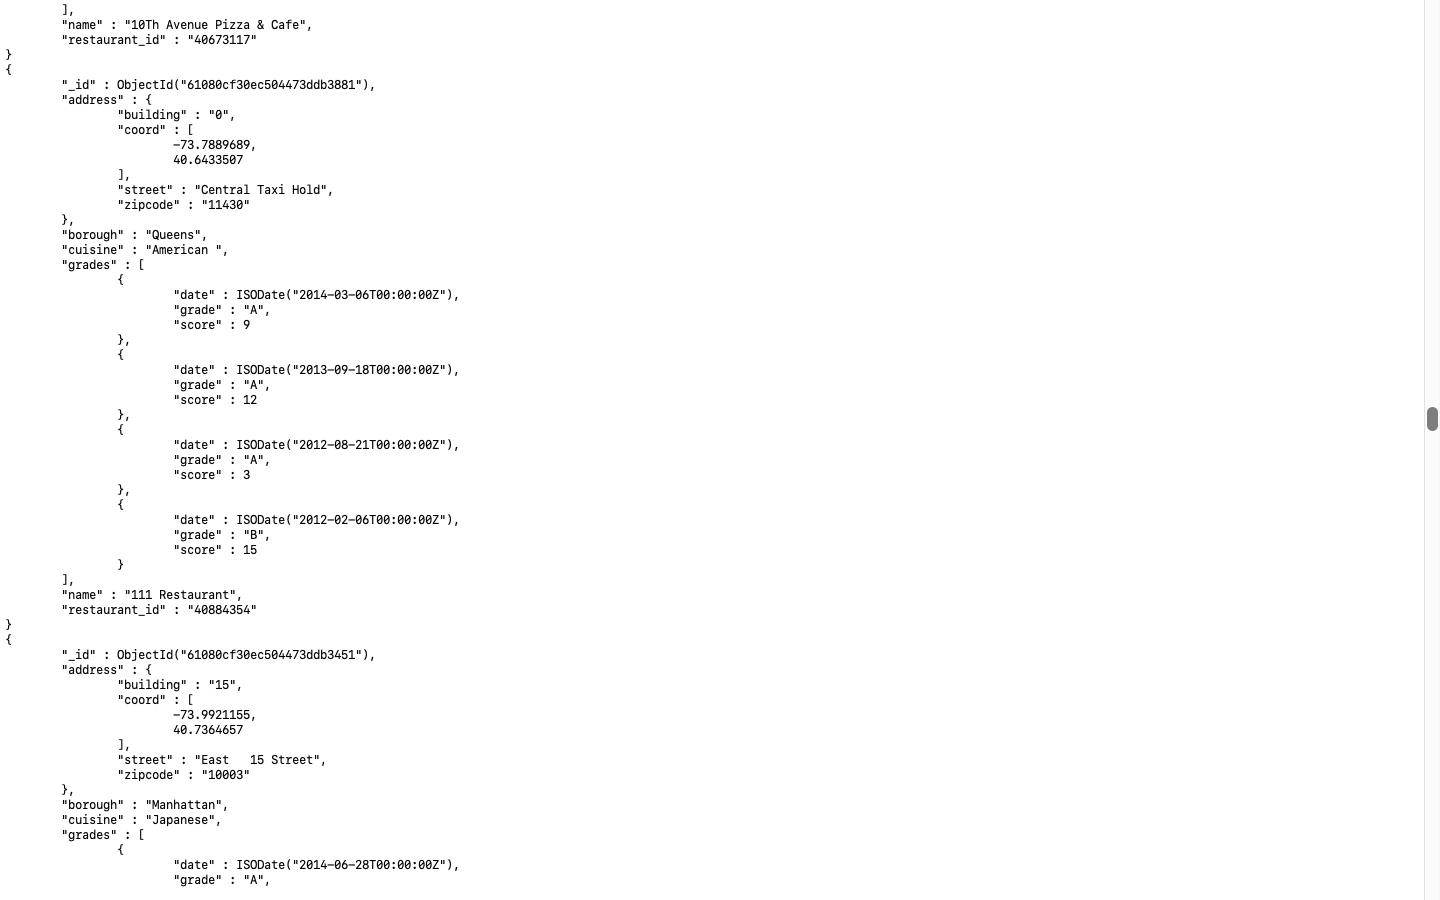 ],
"name" : "10Th Avenue Pizza & Cafe",
"restaurant_id" : "40673117"
}
{
"_id" : ObjectId("61080cf30ec504473ddb3881"),
"address" : {
"building" : "0",
"coord" : [
-73.7889689,
40.6433507
],
"street" : "Central Taxi Hold",
"zipcode" : "11430"
},
"borough" : "Queens",
"cuisine" : "American ",
"grades" : [
{
"date" : ISODate("2014-03-06T00:00:00Z"),
"grade" : "A",
"score" : 9
},
{
"date" : ISODate("2013-09-18T00:00:00Z"),
"grade" : "A",
"score" : 12
},
{
"date" : ISODate("2012-08-21T00:00:00Z"),
"grade" : "A",
"score" : 3
},
{
"date" : ISODate("2012-02-06T00:00:00Z"),
"grade" : "B",
"score" : 15
}
],
"name" : "111 Restaurant",
"restaurant_id" : "40884354"
}
{
"_id" : ObjectId("61080cf30ec504473ddb3451"),
"address" : {
"building" : "15",
"coord" : [
-73.9921155,
40.7364657
],
"street" : "East   15 Street",
"zipcode" : "10003"
},
"borough" : "Manhattan",
"cuisine" : "Japanese",
"grades" : [
{
"date" : ISODate("2014-06-28T00:00:00Z"),
"grade" : "A",